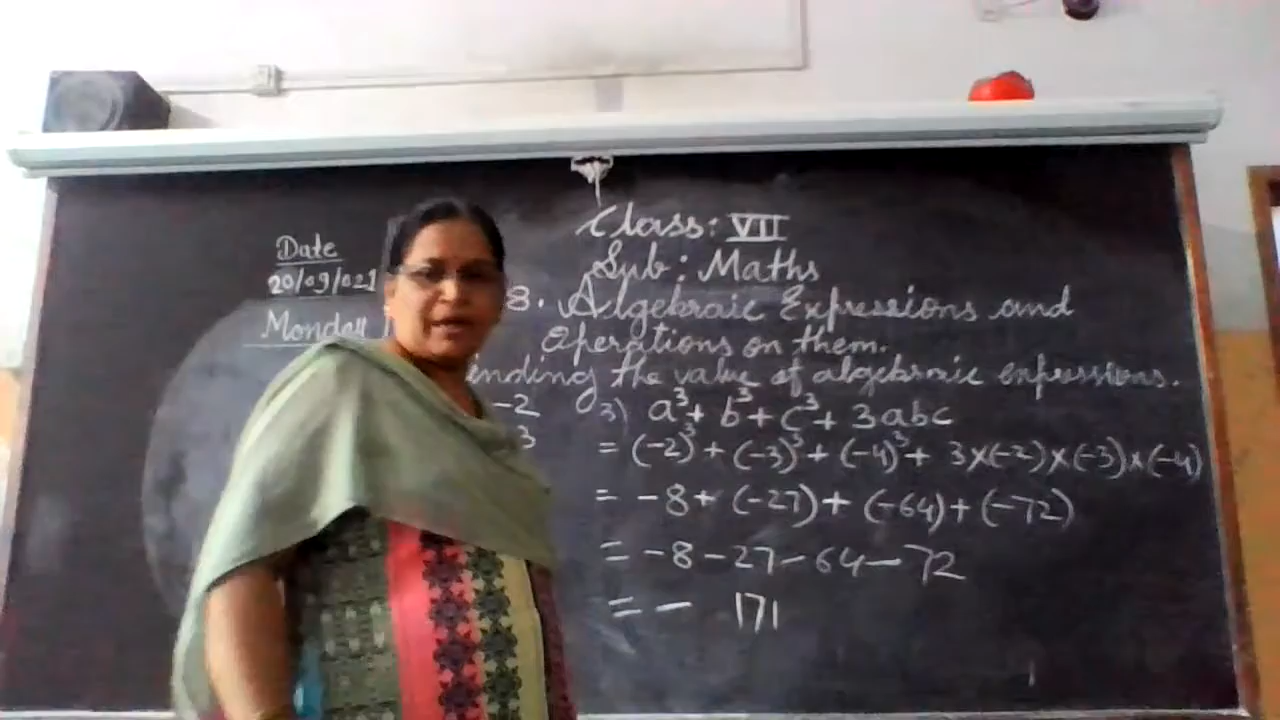 Date
20/09/021
Monday
Class: VII
Sub: Maths
8. Algebraic Expressions and
Operations on them.
the value of algebraic expressions.
-2
3
3) a³ + b³ + c³ + 3abc
= (-2)³ + (-3)³ + (-4)³ + 3×(-2)×(-3)×(-4)
= -8 + (-27) + (-64) + (-72)
= -8 - 27 - 64 - 72
= - 171